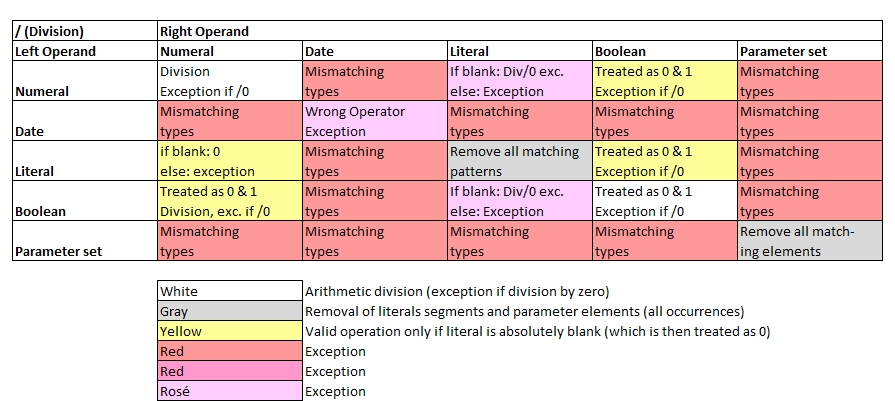 / (Division) Right Operand
Left Operand Numeral Date Literal Boolean Parameter set
Numeral Division Exception if /0 Mismatching types If blank: Div/0 exc. else: Exception Treated as 0 & 1 Exception if /0 Mismatching types
Date Mismatching types Wrong Operator Exception Mismatching types Mismatching types Mismatching types
Literal if blank: 0 else: exception Mismatching types Remove all matching patterns Treated as 0 & 1 Exception if /0 Mismatching types
Boolean Treated as 0 & 1 Division, exc. if /0 Mismatching types If blank: Div/0 exc. else: Exception Treated as 0 & 1 Exception if /0 Mismatching types
Parameter set Mismatching types Mismatching types Mismatching types Mismatching types Remove all match- ing elements
White Arithmetic division (exception if division by zero)
Gray Removal of literals segments and parameter elements (all occurrences)
Yellow Valid operation only if literal is absolutely blank (which is then treated as 0)
Red Exception
Red Exception
Rosé Exception